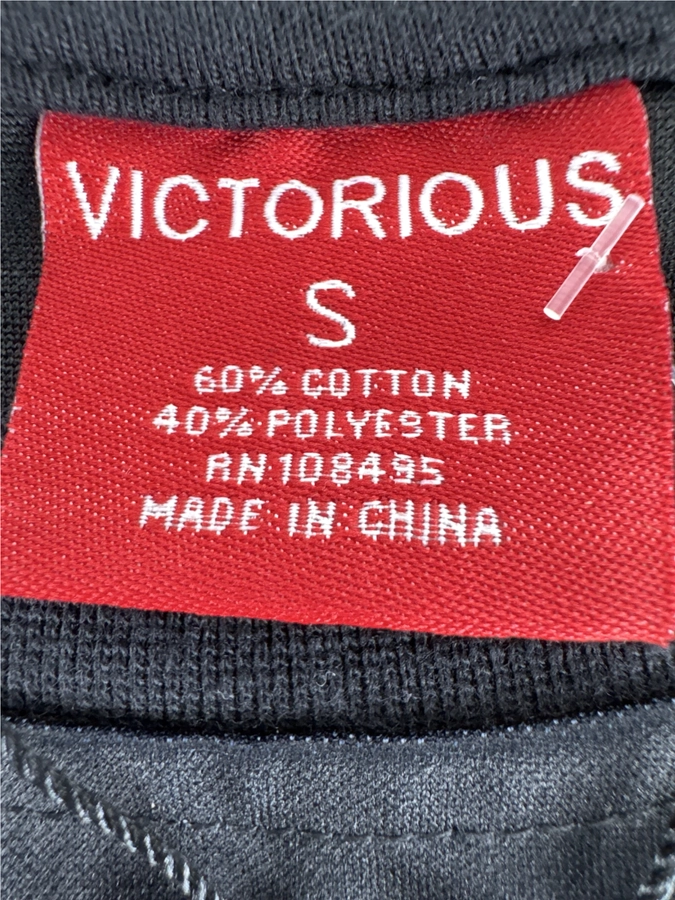 VICTORIOUS
S
60% COTTON
40% POLYESTER
RN 108495
MADE IN CHINA